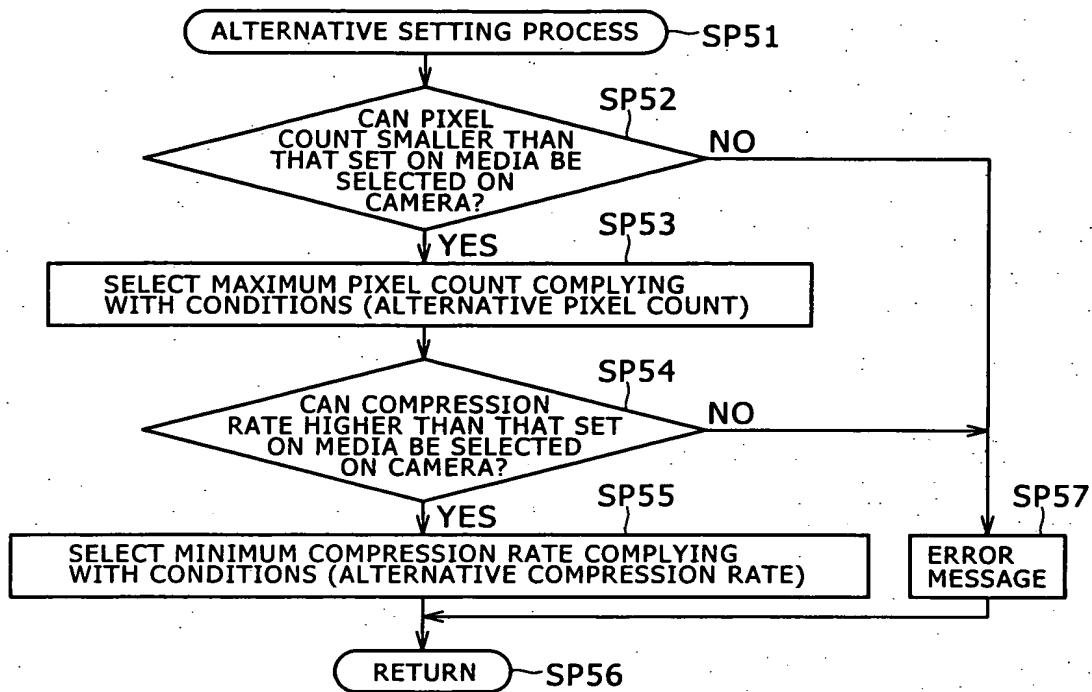 ALTERNATIVE SETTING PROCESS
SP51
SP52
CAN PIXEL
COUNT SMALLER THAN
THAT SET ON MEDIA BE
SELECTED ON
CAMERA?
NO
YES
SP53
SELECT MAXIMUM PIXEL COUNT COMPLYING
WITH CONDITIONS (ALTERNATIVE PIXEL COUNT)
SP54
CAN COMPRESSION
RATE HIGHER THAN THAT SET
ON MEDIA BE SELECTED
ON CAMERA?
NO
YES
SP55
SELECT MINIMUM COMPRESSION RATE COMPLYING
WITH CONDITIONS (ALTERNATIVE COMPRESSION RATE)
SP57
ERROR
MESSAGE
RETURN
SP56